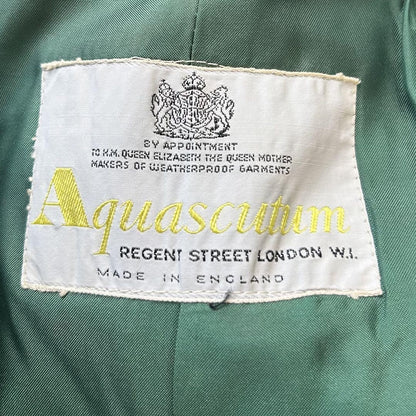 BY APPOINTMENT
TO H.M. QUEEN ELIZABETH THE QUEEN MOTHER
MAKERS OF WEATHERPROOF GARMENTS
Aquascutum
REGENT STREET LONDON W.I.
MADE IN ENGLAND